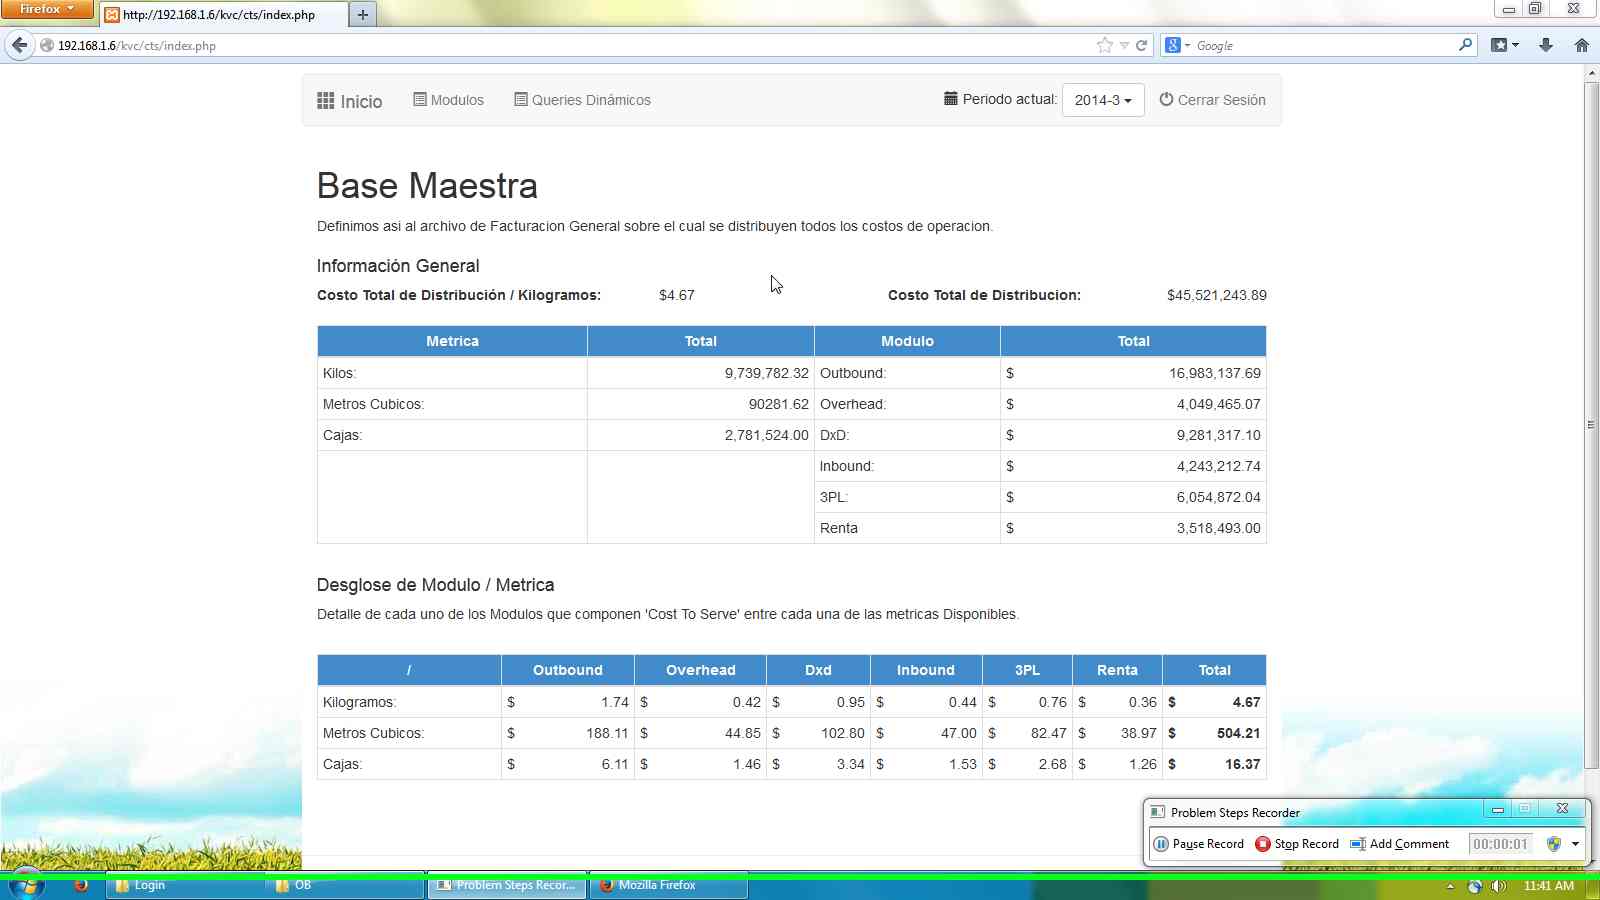 Firefox
http://192.168.1.6/kvc/cts/index.php
192.168.1.6/kvc/cts/index.php
Google
Inicio Modulos Queries Dinámicos Periodo actual: 2014-3 Cerrar Sesión
Base Maestra
Definimos asi al archivo de Facturacion General sobre el cual se distribuyen todos los costos de operacion.
Información General
Costo Total de Distribución / Kilogramos: $4.67 Costo Total de Distribucion: $45,521,243.89
Metrica Total Modulo Total
Kilos: 9,739,782.32 Outbound: $ 16,983,137.69
Metros Cubicos: 90281.62 Overhead: $ 4,049,465.07
Cajas: 2,781,524.00 DxD: $ 9,281,317.10
Inbound: $ 4,243,212.74
3PL: $ 6,054,872.04
Renta $ 3,518,493.00
Desglose de Modulo / Metrica
Detalle de cada uno de los Modulos que componen 'Cost To Serve' entre cada una de las metricas Disponibles.
/ Outbound Overhead Dxd Inbound 3PL Renta Total
Kilogramos: $ 1.74 $ 0.42 $ 0.95 $ 0.44 $ 0.76 $ 0.36 $ 4.67
Metros Cubicos: $ 188.11 $ 44.85 $ 102.80 $ 47.00 $ 82.47 $ 38.97 $ 504.21
Cajas: $ 6.11 $ 1.46 $ 3.34 $ 1.53 $ 2.68 $ 1.26 $ 16.37
Problem Steps Recorder
Pause Record Stop Record Add Comment 00:00:01
Login OB Problem Steps Recor... Mozilla Firefox 11:41 AM